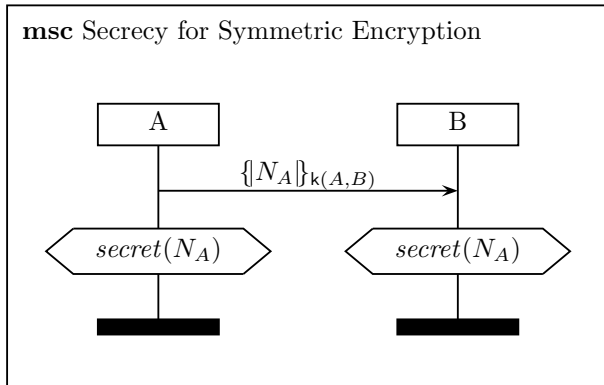 msc Secrecy for Symmetric Encryption
A
B
{|N_A|}_k(A,B)
secret(N_A)
secret(N_A)